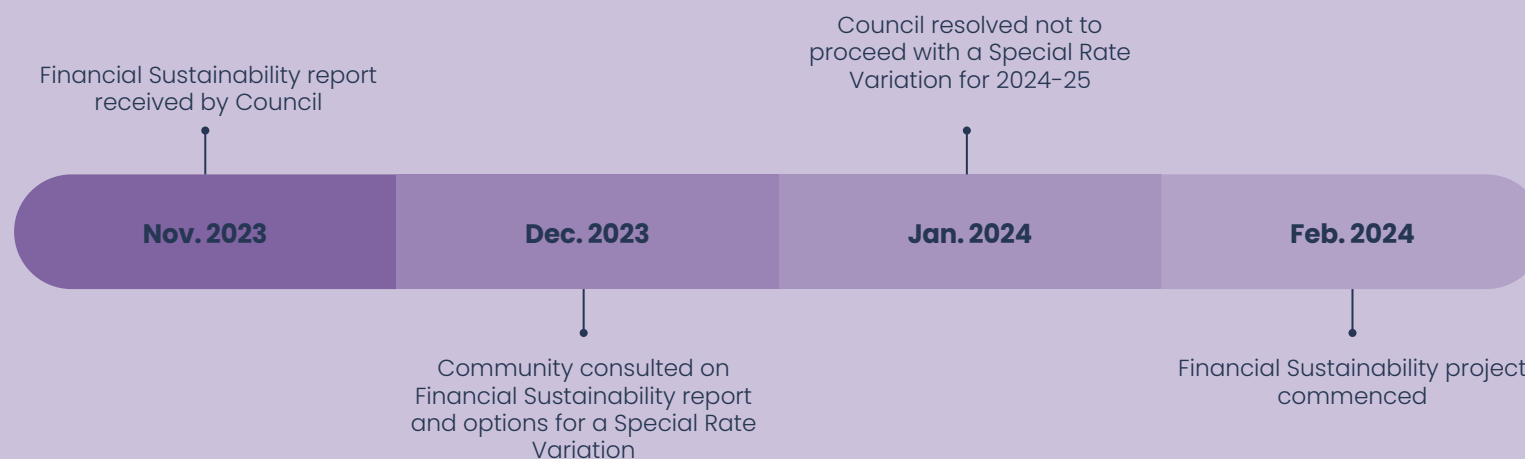 Financial Sustainability report
received by Council
Council resolved not to
proceed with a Special Rate
Variation for 2024-25
Nov. 2023
Dec. 2023
Jan. 2024
Feb. 2024
Community consulted on
Financial Sustainability report
and options for a Special Rate
Variation
Financial Sustainability project
commenced